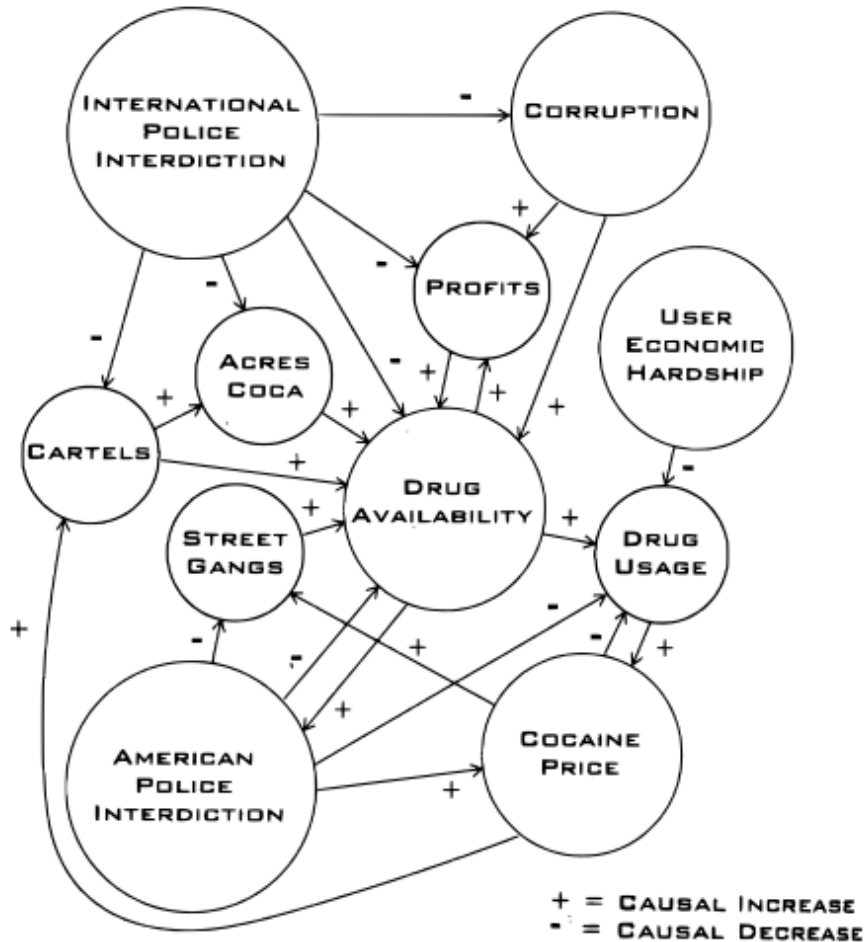 INTERNATIONAL
POLICE
INTERDICTION
-
CORRUPTION
+
-
PROFITS
-
-
-
+
+
USER
ECONOMIC
HARDSHIP
ACRES
COCA
+
+
+
-
CARTELS
+
DRUG
AVAILABILITY
+
STREET
GANGS
+
DRUG
USAGE
-
+
-
-
-
+
+
+
COCAINE
PRICE
AMERICAN
POLICE
INTERDICTION
+
+ = CAUSAL INCREASE
- = CAUSAL DECREASE